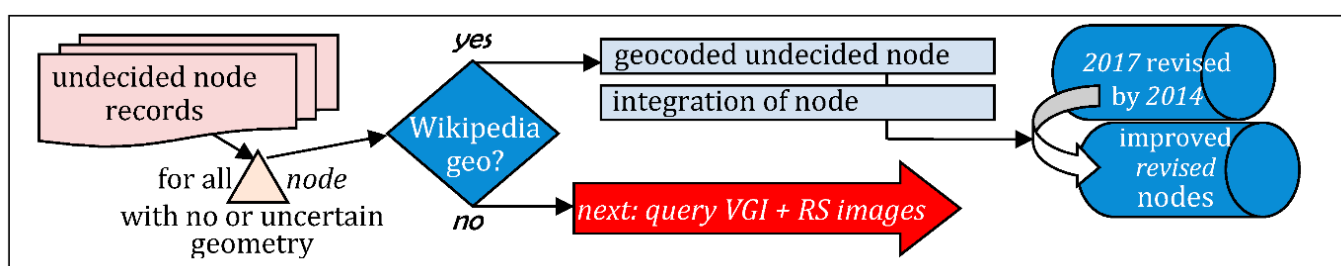 undecided node
records
for all node
with no or uncertain
geometry
yes
Wikipedia
geo?
no
geocoded undecided node
integration of node
next: query VGI + RS images
2017 revised
by 2014
improved
revised
nodes